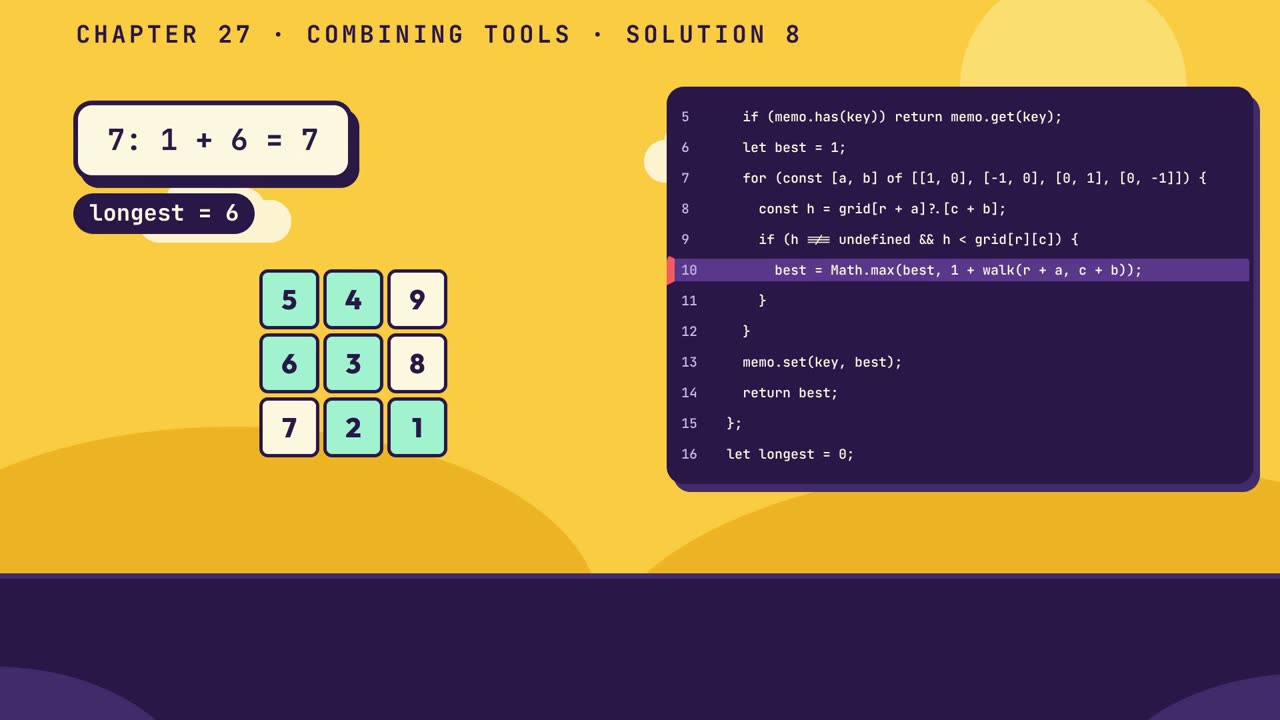 CHAPTER 27 · COMBINING TOOLS · SOLUTION 8
7: 1 + 6 = 7
longest = 6
5 4 9
6 3 8
7 2 1
5 if (memo.has(key)) return memo.get(key);
6 let best = 1;
7 for (const [a, b] of [[1, 0], [-1, 0], [0, 1], [0, -1]]) {
8 const h = grid[r + a]?.[c + b];
9 if (h !== undefined && h < grid[r][c]) {
10 best = Math.max(best, 1 + walk(r + a, c + b));
11 }
12 }
13 memo.set(key, best);
14 return best;
15 };
16 let longest = 0;